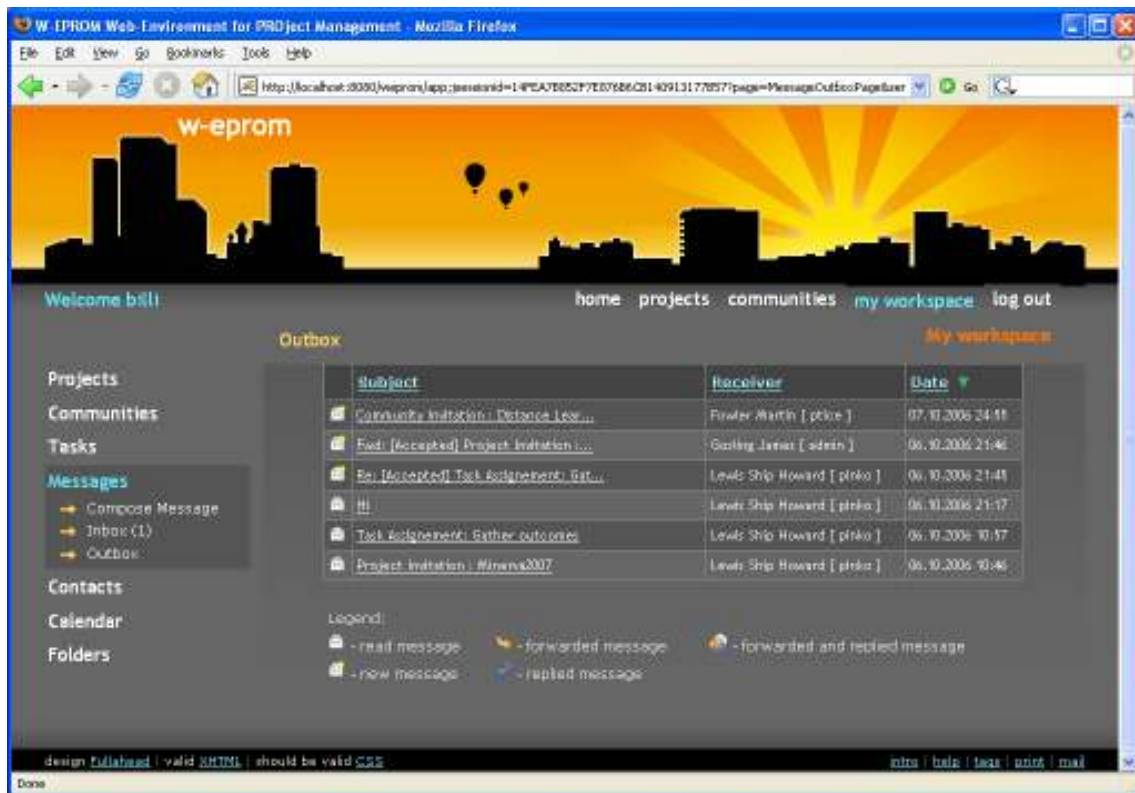 W-EPROM Web-Environment for PROject Management - Mozilla Firefox
File Edit View Go Bookmarks Tools Help
Go
w-eprom
Welcome billi
home projects communities my workspace log out
Outbox
My workspace
Projects
Communities
Tasks
Messages
Compose Message
Inbox (1)
Outbox
Contacts
Calendar
Folders
Subject Receiver Date
Community Invitation : Distance Lear... Fowler Martin [ ptice ] 07.10.2006
Fwd: [Accepted] Project Invitation :... Gosling James [ admin ] 06.10.2006 21:46
Re: [Accepted] Task Assignement: Gat... Lewis Ship Howard [ pinko ] 06.10.2006
Lewis Ship Howard [ pinko ] 06.10.2006 21:17
Task Assignement: Gather outcomes Lewis Ship Howard [ pinko ] 06.10.2006 10:57
Project Invitation : Minerva2007 Lewis Ship Howard [ pinko ] 06.10.2006 10:46
Legend:
- read message - forwarded message - forwarded and replied message
- new message - replied message
design Fullahead | valid XHTML | should be valid CSS
intro | help | tags | print | mail
Done